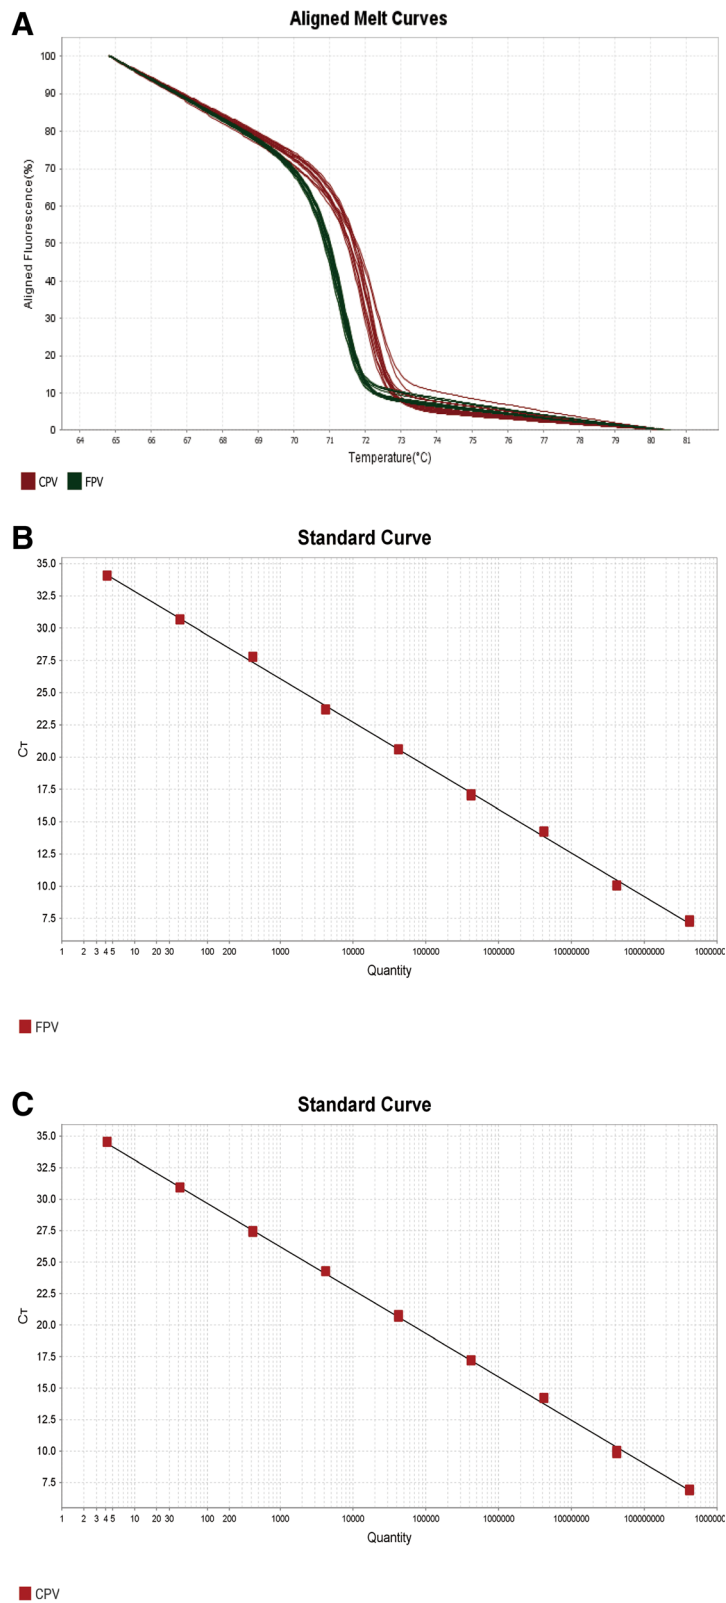 A
Aligned Melt Curves
Aligned Fluorescence(%)
100
90
80
70
60
50
40
30
20
10
0
64 65 66 66 67 68 69 70 71 72 73 74 75 76 77 78 79 80 81
Temperature(°C)
CPV FPV
B
Standard Curve
CT
35.0
32.5
30.0
27.5
25.0
22.5
20.0
17.5
15.0
12.5
10.0
7.5
1 2 3 4 5 10 20 30 100 200 1000 10000 100000 1000000 10000000 100000000 1000000
Quantity
FPV
C
Standard Curve
CT
35.0
32.5
30.0
27.5
25.0
22.5
20.0
17.5
15.0
12.5
10.0
7.5
1 2 3 4 5 10 20 30 100 200 1000 10000 100000 1000000 10000000 100000000 1000000
Quantity
CPV